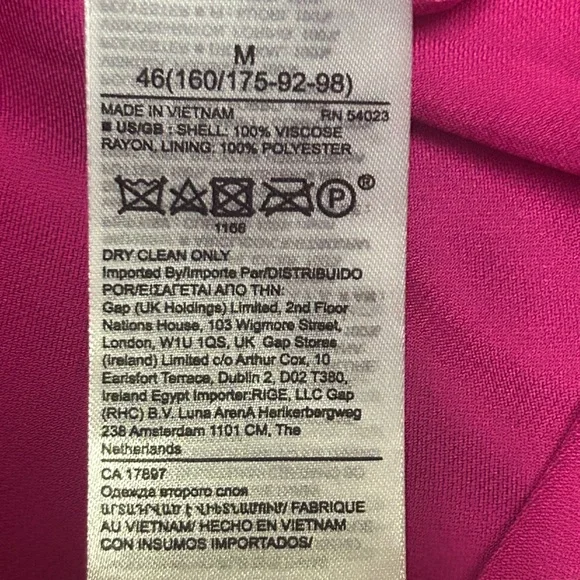 M
46(160/175-92-98)
MADE IN VIETNAM RN 54023
■ US/GB : SHELL: 100% VISCOSE
RAYON. LINING: 100% POLYESTER
P ®
1166
DRY CLEAN ONLY
Imported By/Importe Par/DISTRIBUIDO
POR/ΕΙΣΑΓΕΤΑΙ ΑΠΟ ΤΗΝ:
Gap (UK Holdings) Limited, 2nd Floor
Nations House, 103 Wigmore Street,
London, W1U 1QS, UK Gap Stores
(Ireland) Limited c/o Arthur Cox, 10
Earlsfort Terrace, Dublin 2, D02 T380,
Ireland Egypt Importer:RIGE, LLC Gap
(RHC) B.V. Luna ArenA Herikerbergweg
238 Amsterdam 1101 CM, The
Netherlands
CA 17897
Одежда второго слоя
ԱՐՏԱԴՐՎԱԾ Է ՎԻԵՏՆԱՄՈՒՄ/ FABRIQUE
AU VIETNAM/ HECHO EN VIETNAM
CON INSUMOS IMPORTADOS/